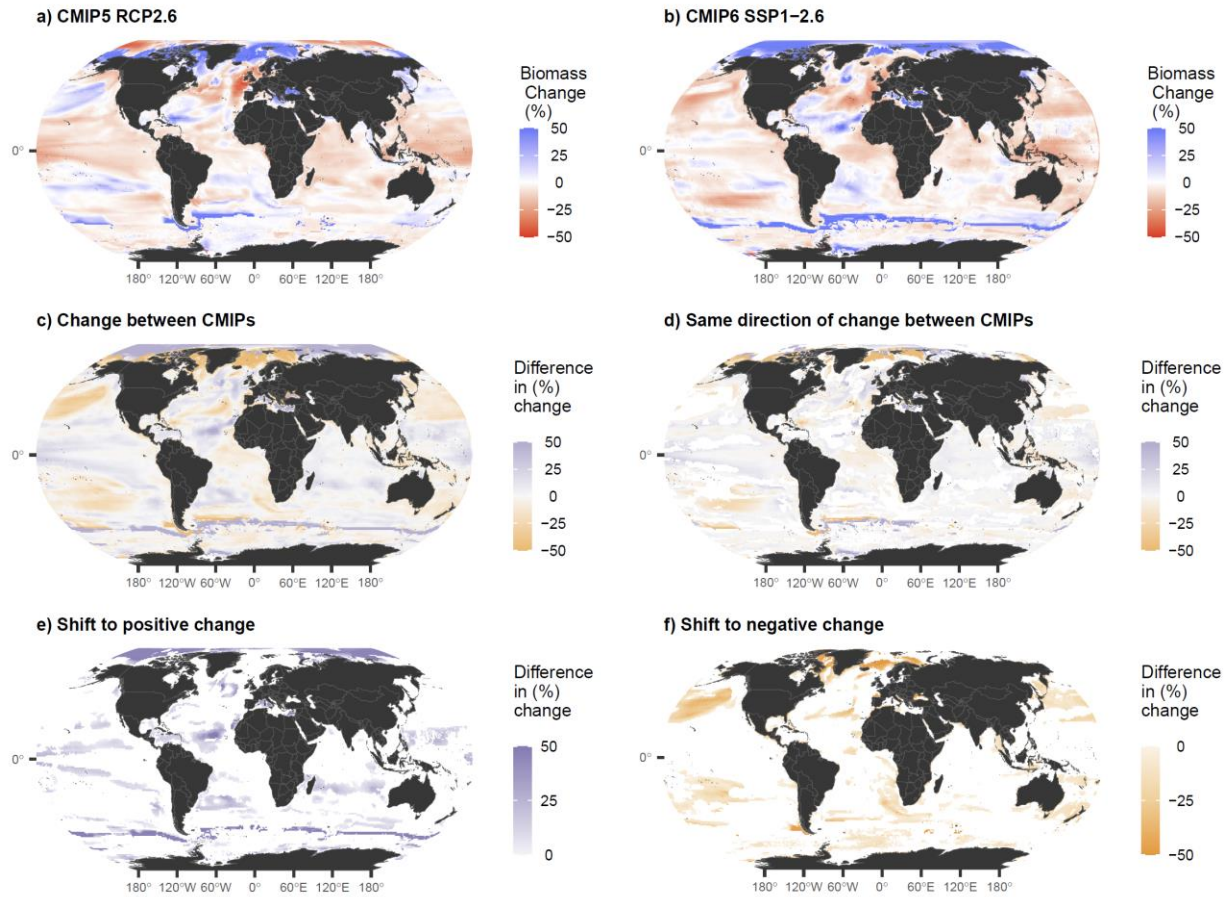 a) CMIP5 RCP2.6
b) CMIP6 SSP1−2.6
Biomass
Change
(%)
50
25
0
−25
−50
0°
180° 120°W 60°W 0° 60°E 120°E 180°
Biomass
Change
(%)
50
25
0
−25
−50
0°
180° 120°W 60°W 0° 60°E 120°E 180°
c) Change between CMIPs
d) Same direction of change between CMIPs
Difference
in (%)
change
50
25
0
−25
−50
0°
180° 120°W 60°W 0° 60°E 120°E 180°
Difference
in (%)
change
50
25
0
−25
−50
0°
180° 120°W 60°W 0° 60°E 120°E 180°
e) Shift to positive change
f) Shift to negative change
Difference
in (%)
change
50
25
0
0°
180° 120°W 60°W 0° 60°E 120°E 180°
Difference
in (%)
change
0
−25
−50
0°
180° 120°W 60°W 0° 60°E 120°E 180°